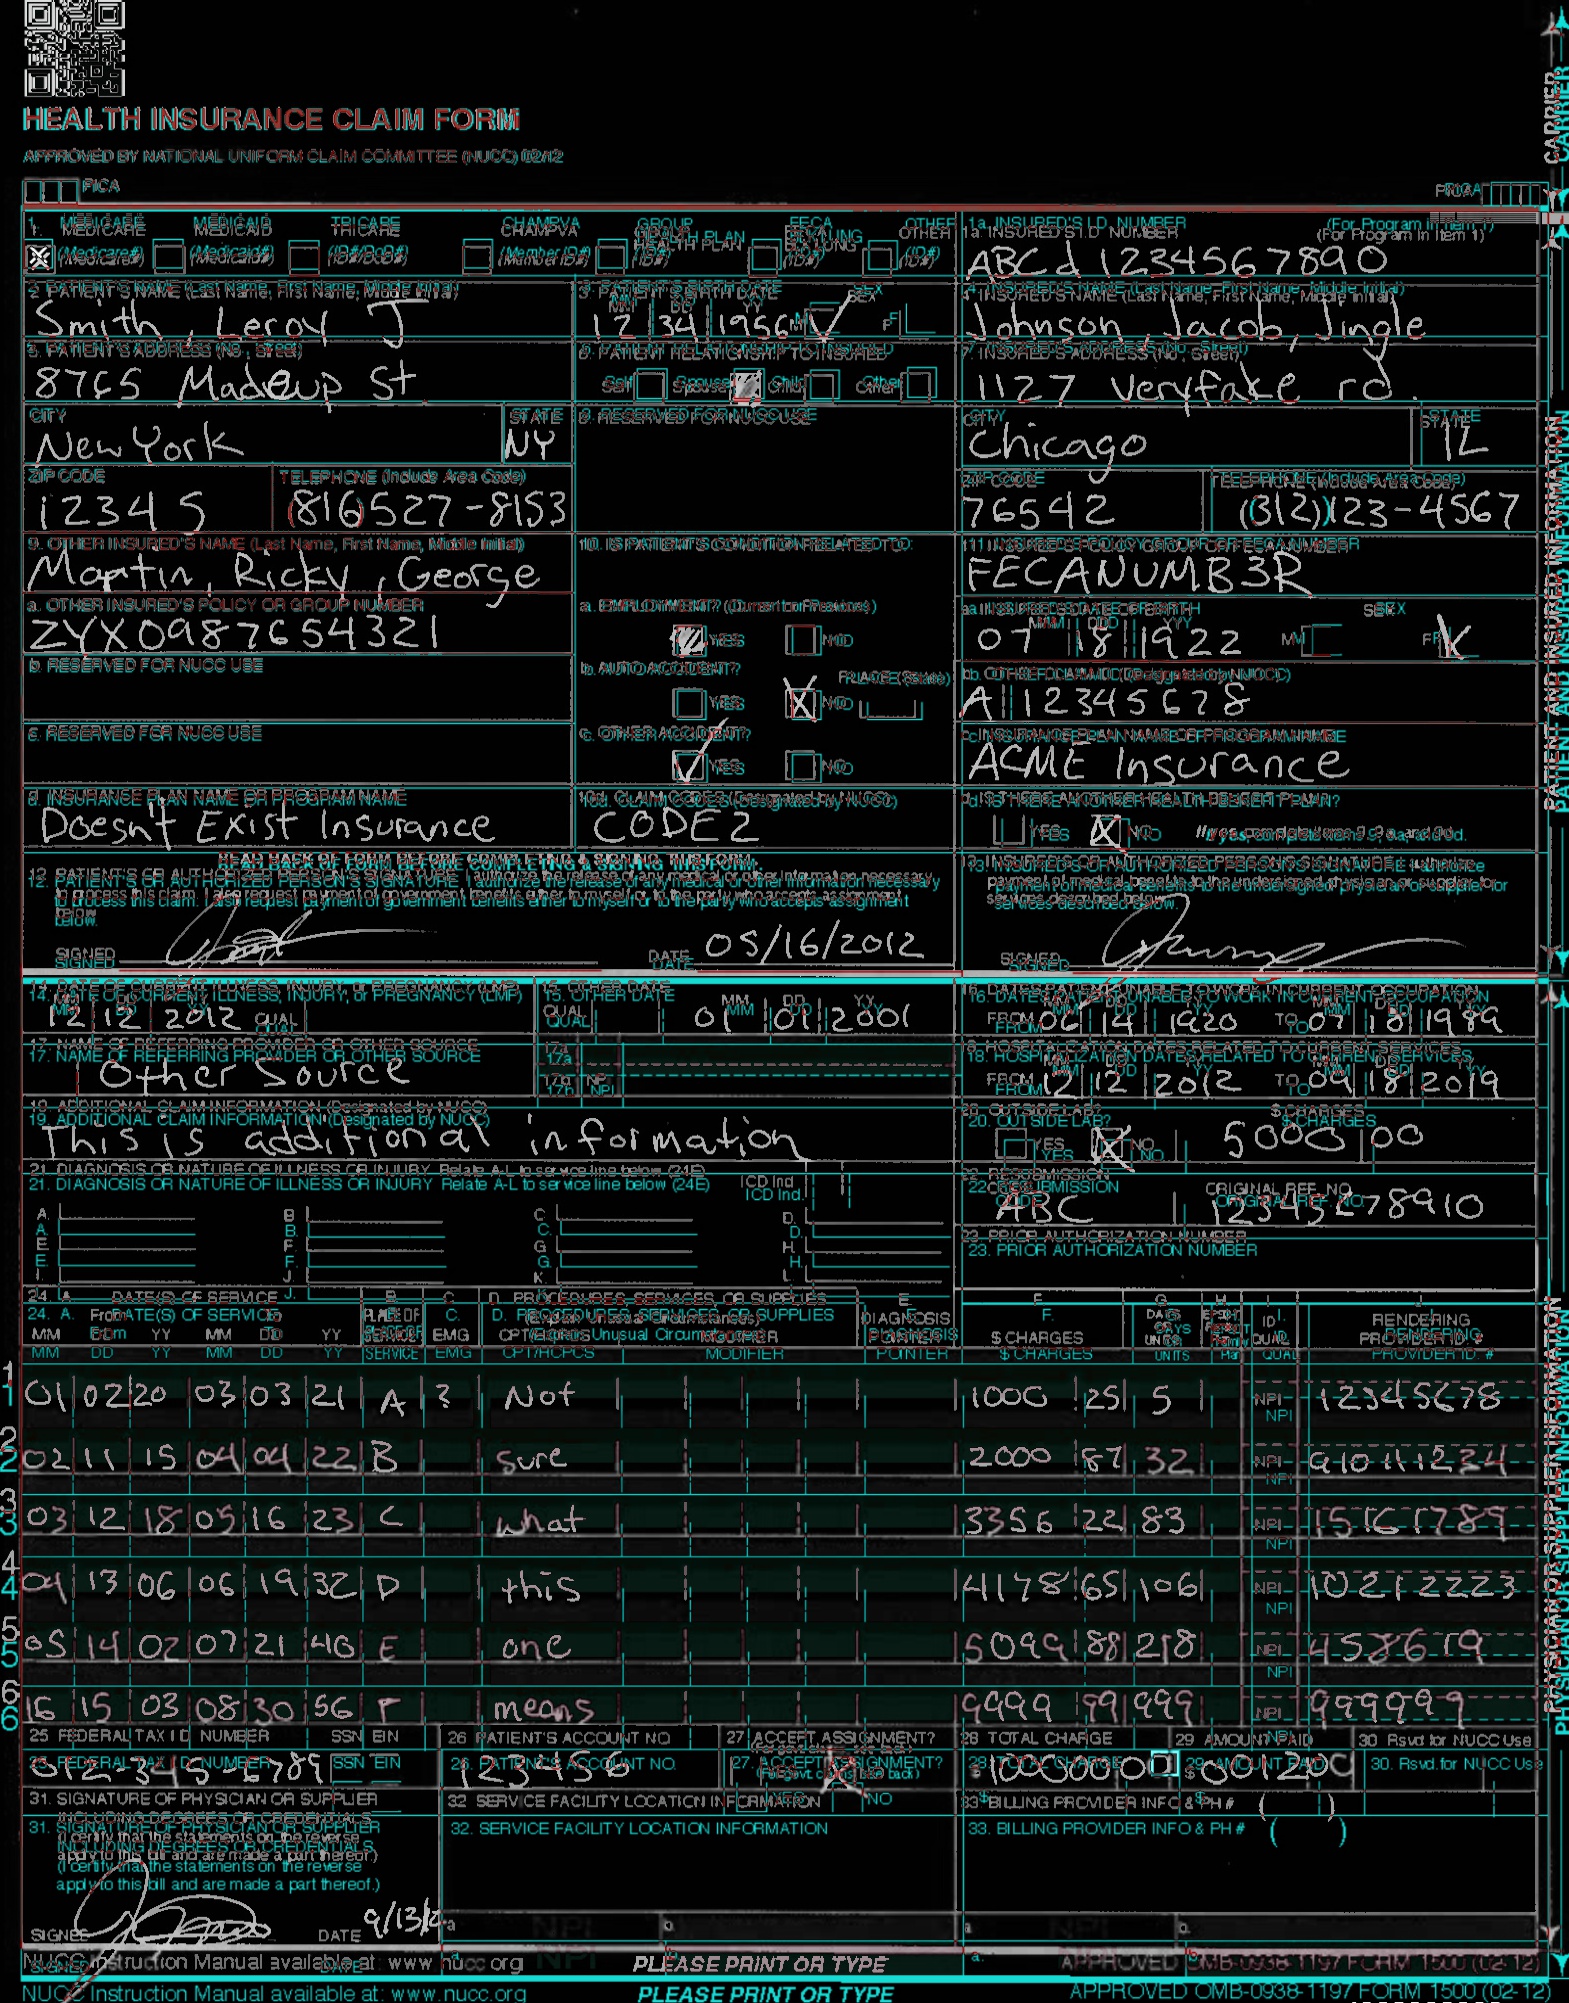 HEALTH INSURANCE CLAIM FORM
APPROVED BY NATIONAL UNIFORM CLAIM COMMITTEE (NUCC) 02/12
PICA PICA
1. MEDICARE MEDICAID TRICARE CHAMPVA GROUP HEALTH PLAN FECA BLK LUNG OTHER
(Medicare#) (Medicaid#) (ID#/DoD#) (Member ID#) (ID#) (ID#) (ID#)
1a. INSURED'S I.D. NUMBER (For Program in Item 1)
ABCd 1234567890
2. PATIENT'S NAME (Last Name, First Name, Middle Initial)
Smith, Leroy J
3. PATIENT'S BIRTH DATE SEX
MM DD YY
12 34 1956 M F
4. INSURED'S NAME (Last Name, First Name, Middle Initial)
Johnson, Jacob, Jingle
5. PATIENT'S ADDRESS (No., Street)
8765 Madeup St
6. PATIENT RELATIONSHIP TO INSURED
Self Spouse Child Other
7. INSURED'S ADDRESS (No., Street)
1127 Veryfake rd.
CITY STATE
New York NY
8. RESERVED FOR NUCC USE
CITY STATE
Chicago IL
ZIP CODE TELEPHONE (Include Area Code)
12345 (816)527-8153
ZIP CODE TELEPHONE (Include Area Code)
76542 (312)123-4567
9. OTHER INSURED'S NAME (Last Name, First Name, Middle Initial)
Martin, Ricky, George
10. IS PATIENT'S CONDITION RELATED TO:
11. INSURED'S POLICY GROUP OR FECA NUMBER
FECANUMB3R
a. OTHER INSURED'S POLICY OR GROUP NUMBER
ZYX0987654321
a. EMPLOYMENT? (Current or Previous)
YES NO
a. INSURED'S DATE OF BIRTH SEX
MM DD YY
07 18 1922 M F
b. RESERVED FOR NUCC USE
b. AUTO ACCIDENT? PLACE (State)
YES NO
b. OTHER CLAIM ID (Designated by NUCC)
A 12345678
c. RESERVED FOR NUCC USE
c. OTHER ACCIDENT?
YES NO
c. INSURANCE PLAN NAME OR PROGRAM NAME
ACME Insurance
d. INSURANCE PLAN NAME OR PROGRAM NAME
Doesn't Exist Insurance
10d. CLAIM CODES (Designated by NUCC)
CODE2
d. IS THERE ANOTHER HEALTH BENEFIT PLAN?
YES NO If yes, complete items 9, 9a, and 9d.
READ BACK OF FORM BEFORE COMPLETING & SIGNING THIS FORM.
12. PATIENT'S OR AUTHORIZED PERSON'S SIGNATURE I authorize the release of any medical or other information necessary
to process this claim. I also request payment of government benefits either to myself or to the party who accepts assignment
below.
SIGNED DATE 05/16/2012
13. INSURED'S OR AUTHORIZED PERSON'S SIGNATURE I authorize
payment of medical benefits to the undersigned physician or supplier for
services described below.
SIGNED
14. DATE OF CURRENT ILLNESS, INJURY, or PREGNANCY (LMP)
MM DD YY
12 12 2012 QUAL.
15. OTHER DATE
QUAL. MM DD YY
01 01 2001
16. DATES PATIENT UNABLE TO WORK IN CURRENT OCCUPATION
MM DD YY MM DD YY
FROM 06 14 1920 TO 07 18 1989
17. NAME OF REFERRING PROVIDER OR OTHER SOURCE
Other Source
17a.
17b. NPI
18. HOSPITALIZATION DATES RELATED TO CURRENT SERVICES
MM DD YY MM DD YY
FROM 12 12 2012 TO 09 18 2019
19. ADDITIONAL CLAIM INFORMATION (Designated by NUCC)
This is additional information
20. OUTSIDE LAB? $ CHARGES
YES NO 5000 00
21. DIAGNOSIS OR NATURE OF ILLNESS OR INJURY Relate A-L to service line below (24E) ICD Ind.
A. B. C. D.
E. F. G. H.
I. J. K. L.
22. RESUBMISSION CODE ORIGINAL REF. NO.
ABC 12345678910
23. PRIOR AUTHORIZATION NUMBER
24. A. DATE(S) OF SERVICE B. C. D. PROCEDURES, SERVICES, OR SUPPLIES E. F. G. H. I. J.
From To PLACE OF (Explain Unusual Circumstances) DIAGNOSIS DAYS OR ID. RENDERING
MM DD YY MM DD YY SERVICE EMG CPT/HCPCS MODIFIER POINTER $ CHARGES UNITS QUAL. PROVIDER ID. #
1 01 02 20 03 03 21 A ? Not 1000 25 5 NPI 12345678
2 02 11 15 04 04 22 B sure 2000 87 32 NPI 910111234
3 03 12 18 05 16 23 C what 3356 22 83 NPI 15161789
4 04 13 06 06 19 32 D this 4178 65 106 NPI 10212223
5 05 14 02 07 21 40 E one 5099 88 218 NPI 4578619
6 16 15 03 08 30 56 F means 9999 99 999 NPI 999999
25. FEDERAL TAX I.D. NUMBER SSN EIN
012345 6789
26. PATIENT'S ACCOUNT NO.
123456
27. ACCEPT ASSIGNMENT?
(For govt. claims, see back)
YES NO
28. TOTAL CHARGE
$
29. AMOUNT PAID
$
30. Rsvd for NUCC Use
31. SIGNATURE OF PHYSICIAN OR SUPPLIER
INCLUDING DEGREES OR CREDENTIALS
(I certify that the statements on the reverse
apply to this bill and are made a part thereof.)
SIGNED DATE 9/13/12
32. SERVICE FACILITY LOCATION INFORMATION
a. NPI b.
33. BILLING PROVIDER INFO & PH # ( )
a. NPI b.
NUCC Instruction Manual available at: www.nucc.org PLEASE PRINT OR TYPE APPROVED OMB-0938-1197 FORM 1500 (02-12)
CARRIER
PATIENT AND INSURED INFORMATION
PHYSICIAN OR SUPPLIER INFORMATION